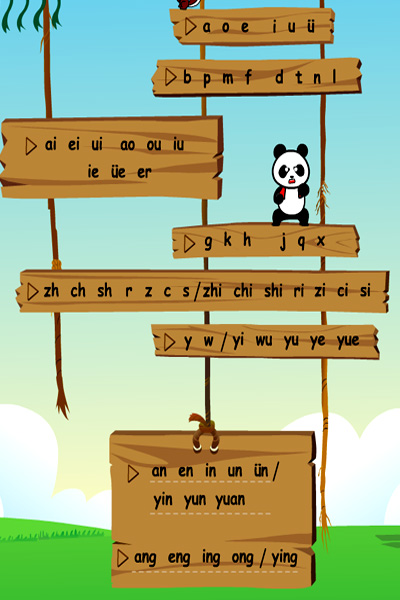 a o e i u ü
b p m f d t n l
ai ei ui ao ou iu
ie üe er
g k h j q x
zh ch sh r z c s/zhi chi shi ri zi ci si
y w/yi wu yu ye yue
an en in un ün/
yin yun yuan
ang eng ing ong/ying